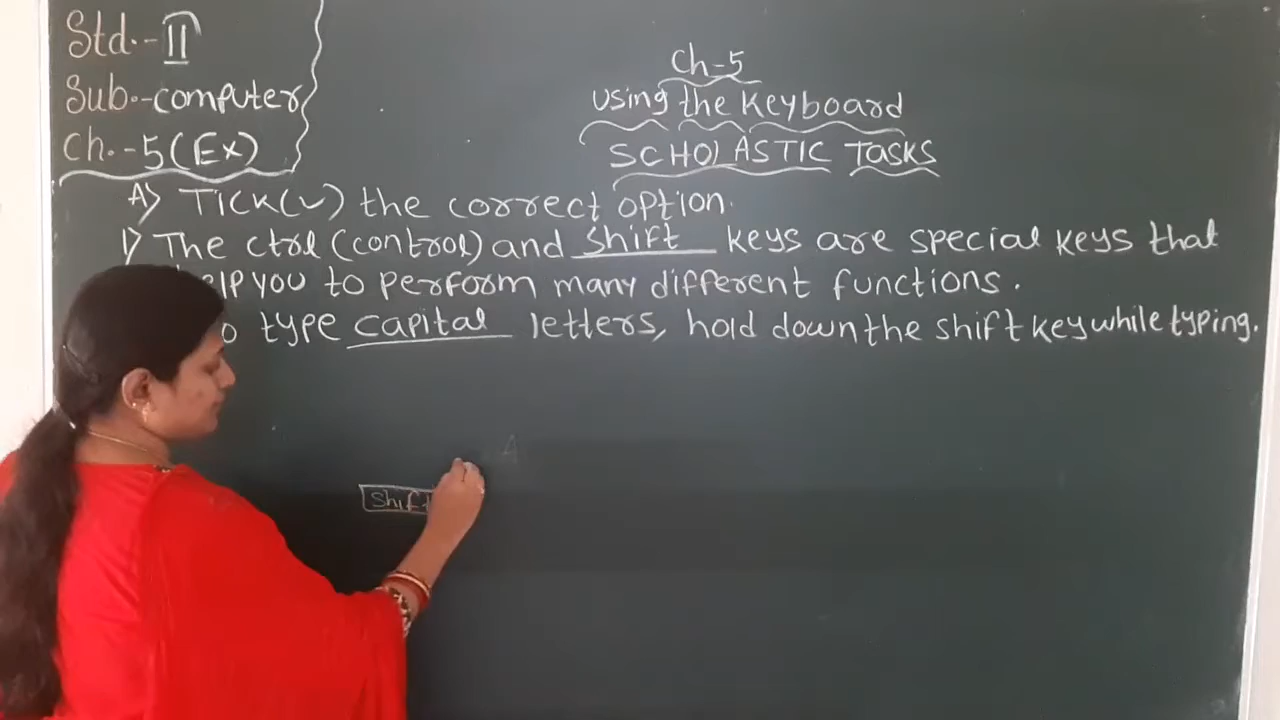 Std.-II
Sub.-computer
Ch.-5(Ex)
Ch-5
using the Keyboard
SCHOLASTIC TASKS
A) TICK(✓) the correct option.
1) The ctrl (control) and shift keys are special keys that
help you to perform many different functions.
type capital letters, hold down the shift key while typing.
A
Shift